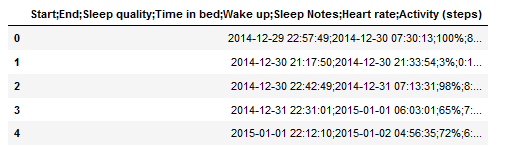 Start;End;Sleep quality;Time in bed;Wake up;Sleep Notes;Heart rate;Activity (steps)
0 2014-12-29 22:57:49;2014-12-30 07:30:13;100%;8...
1 2014-12-30 21:17:50;2014-12-30 21:33:54;3%;0:1...
2 2014-12-30 22:42:49;2014-12-31 07:13:31;98%;8:...
3 2014-12-31 22:31:01;2015-01-01 06:03:01;65%;7:...
4 2015-01-01 22:12:10;2015-01-02 04:56:35;72%;6:...